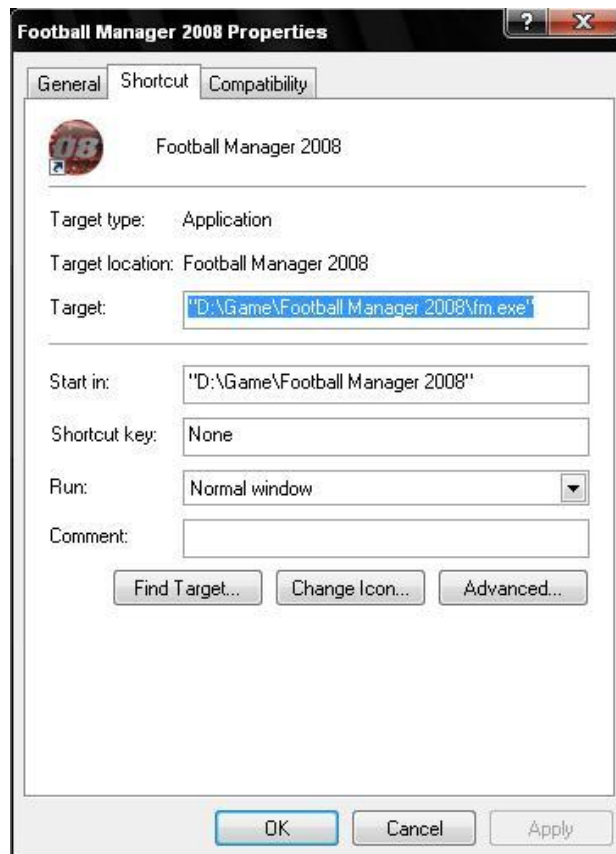 Football Manager 2008 Properties
?
General Shortcut Compatibility
08
Football Manager 2008
Target type: Application
Target location: Football Manager 2008
Target: "D:\Game\Football Manager 2008\fm.exe"
Start in: "D:\Game\Football Manager 2008"
Shortcut key: None
Run: Normal window
Comment:
Find Target... Change Icon... Advanced...
OK Cancel Apply